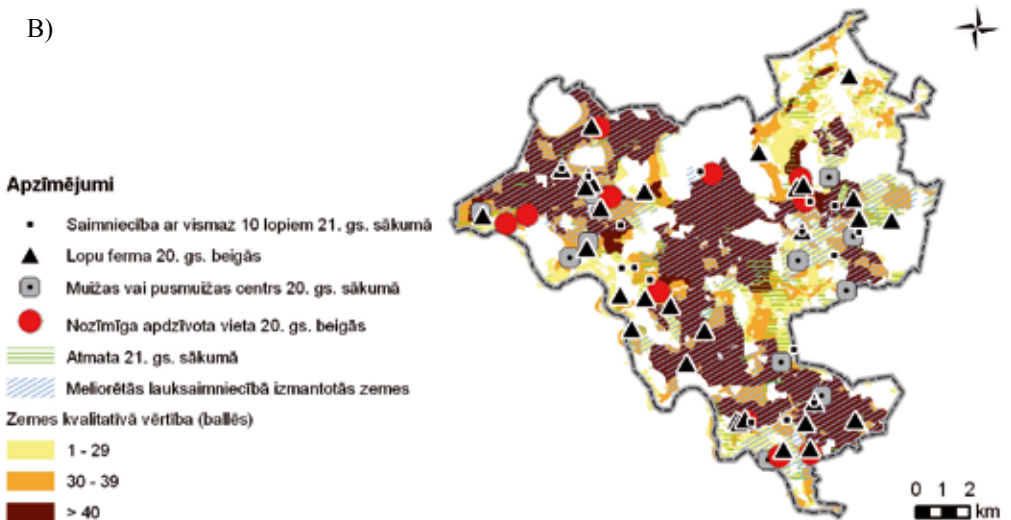 B)
Apzīmējumi
Saimniecība ar vismaz 10 lopiem 21. gs. sākumā
Lopu ferma 20. gs. beigās
Muižas vai pusmuižas centrs 20. gs. sākumā
Nozīmīga apdzīvota vieta 20. gs. beigās
Atmata 21. gs. sākumā
Meliorētās lauksaimniecībā izmantotās zemes
Zemes kvalitatīvā vērtība (ballēs)
1 - 29
30 - 39
> 40
0 1 2
km